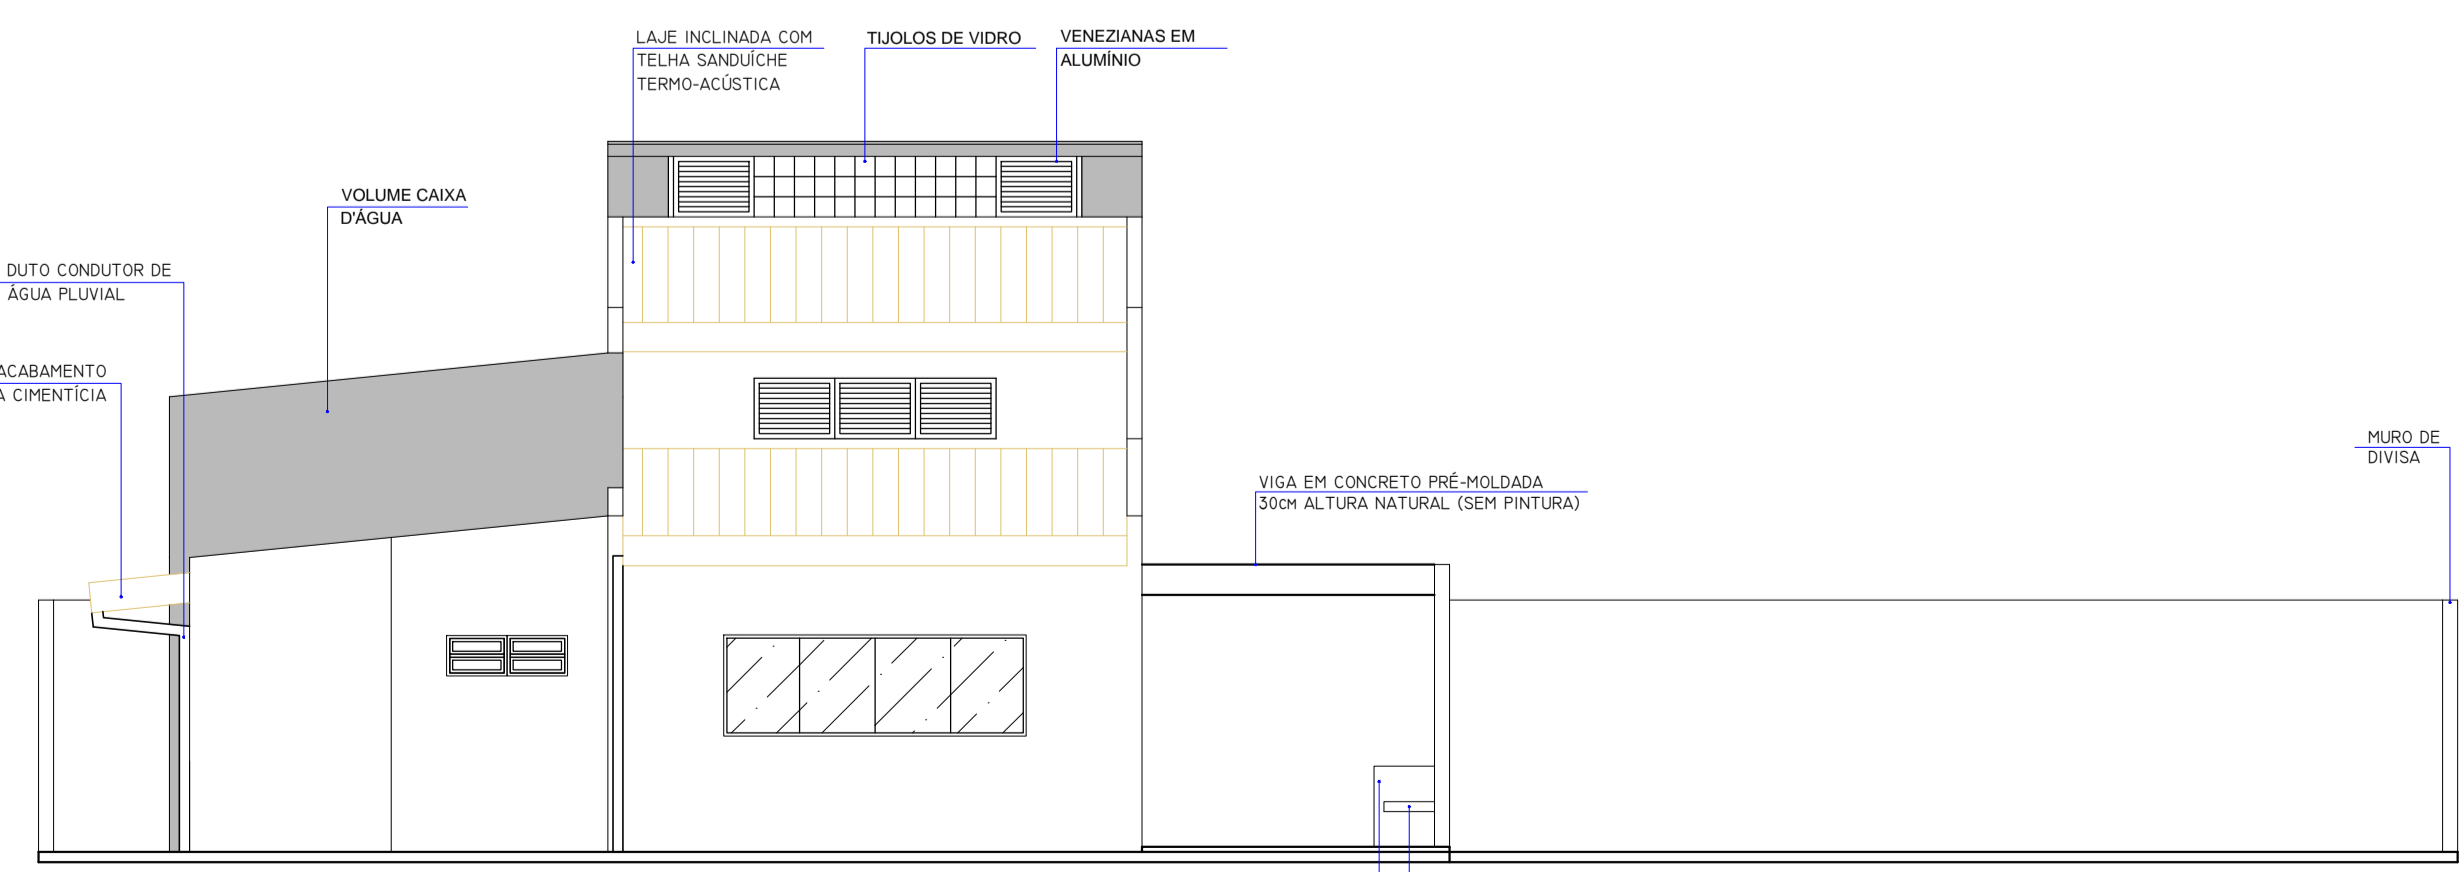 LAJE INCLINADA COM
TELHA SANDUÍCHE
TERMO-ACÚSTICA
TIJOLOS DE VIDRO
VENEZIANAS EM
ALUMÍNIO
VOLUME CAIXA
D'ÁGUA
DUTO CONDUTOR DE
ÁGUA PLUVIAL
ACABAMENTO
CIMENTÍCIA
MURO DE
DIVISA
VIGA EM CONCRETO PRÉ-MOLDADA
30CM ALTURA NATURAL (SEM PINTURA)